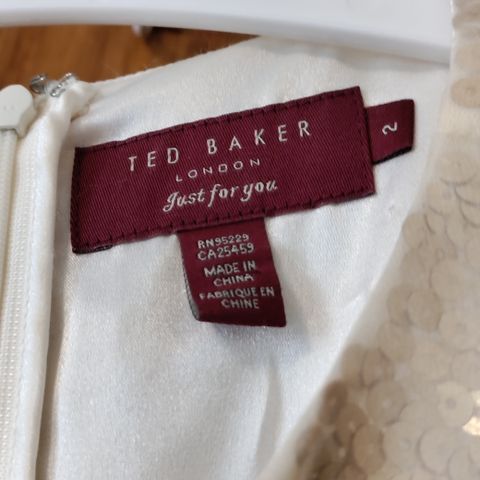 TED BAKER
LONDON
Just for you
2
RN95229
CA25459
MADE IN
CHINA
FABRIQUE EN
CHINE